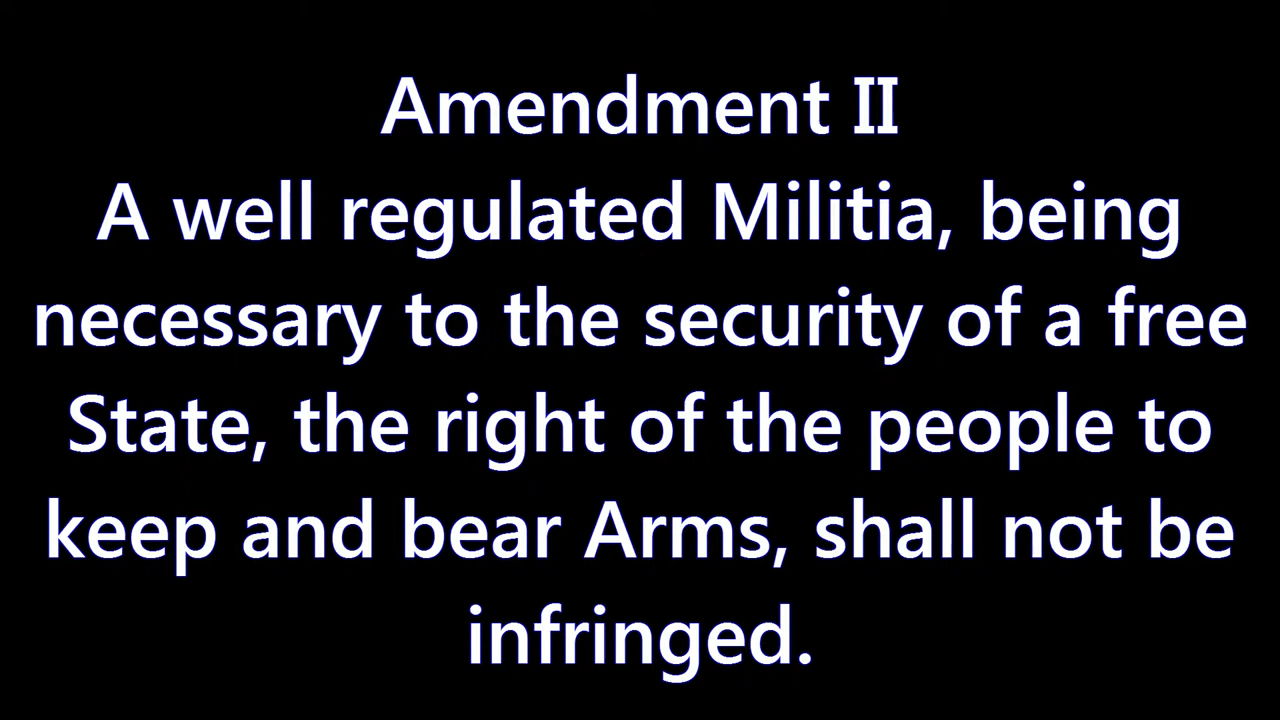 Amendment II
A well regulated Militia, being
necessary to the security of a free
State, the right of the people to
keep and bear Arms, shall not be
infringed.